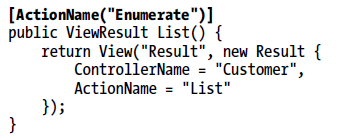 [ActionName("Enumerate")]
public ViewResult List() {
    return View("Result", new Result {
        ControllerName = "Customer",
        ActionName = "List"
    });
}